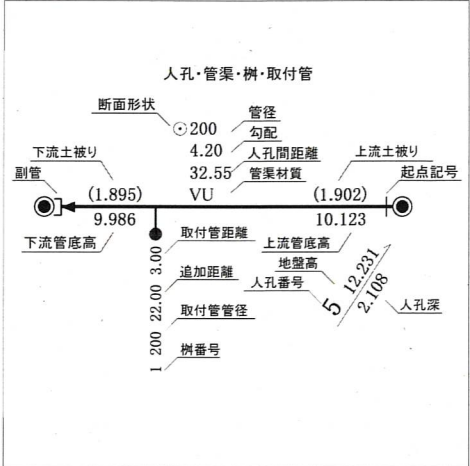 人孔・管渠・桝・取付管
断面形状
200
管径
4.20
勾配
32.55
人孔間距離
VU
管渠材質
下流土被り
上流土被り
副管
起点記号
(1.895)
(1.902)
9.986
10.123
下流管底高
上流管底高
取付管距離
3.00
追加距離
22.00
取付管管径
200
桝番号
1
地盤高
12.231
人孔番号
5
2.108
人孔深